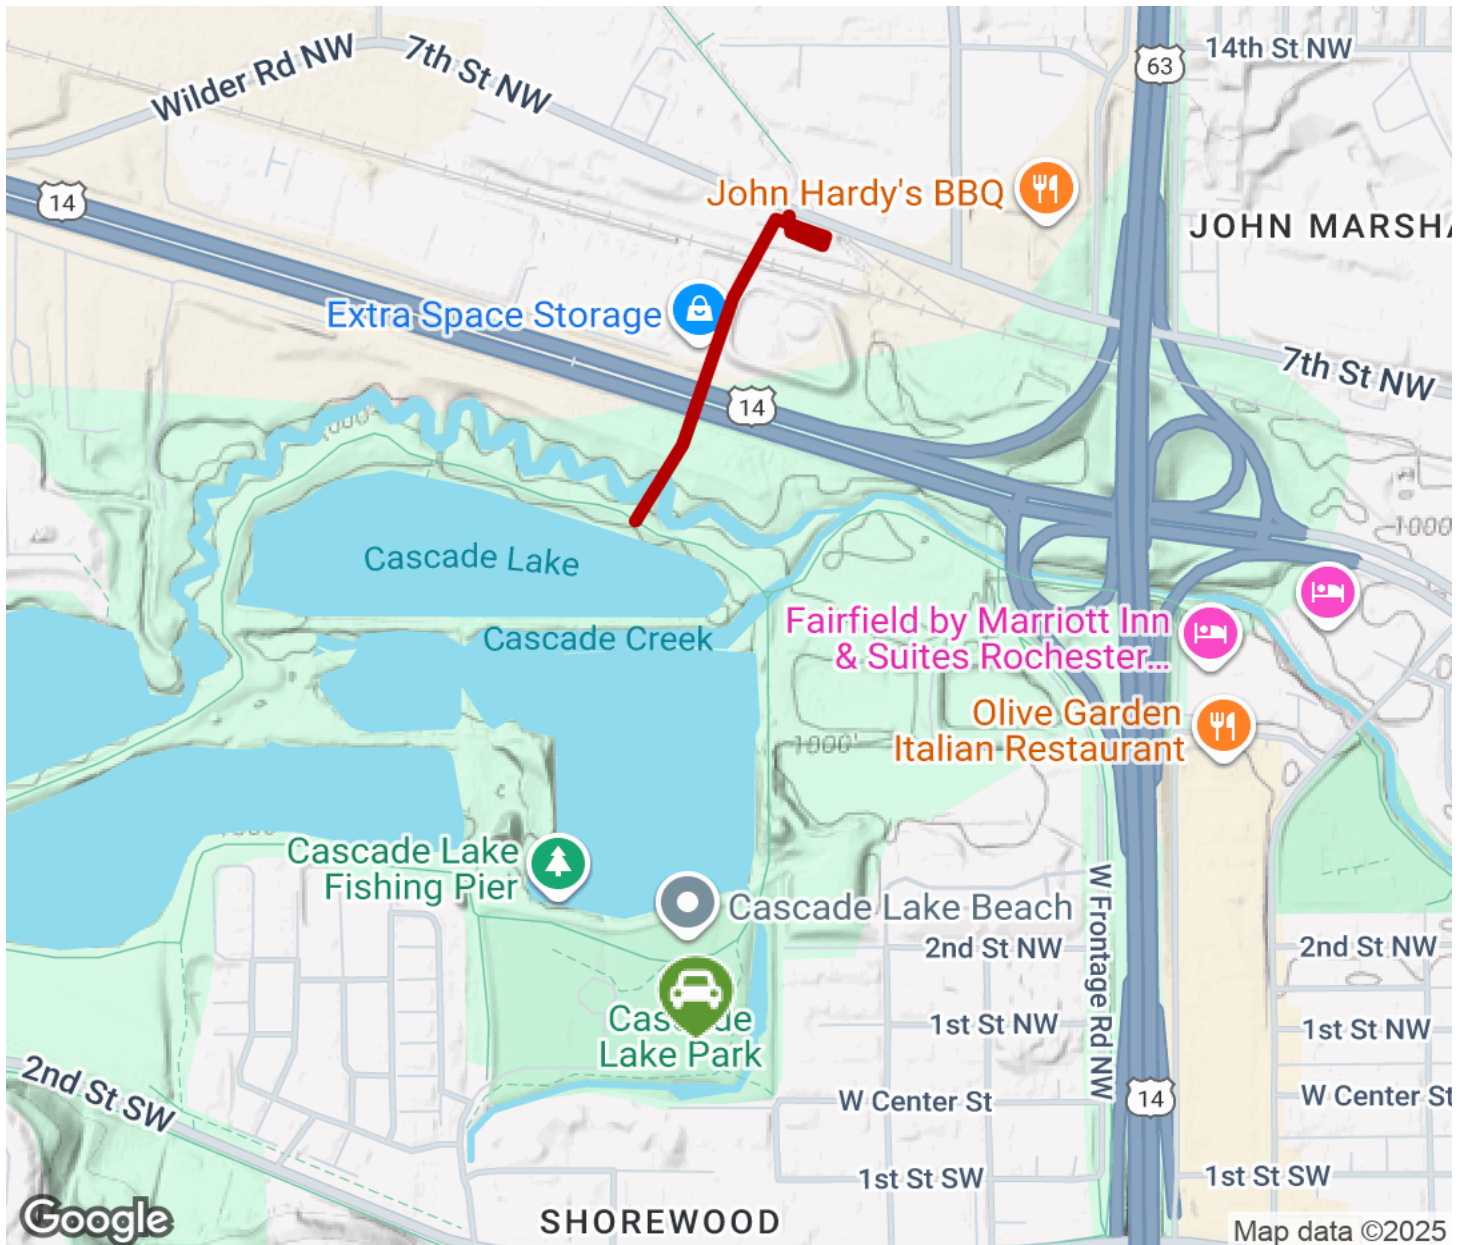 Wilder Rd NW
7th St NW
63
14th St NW
14
John Hardy's BBQ
JOHN MARSHA
Extra Space Storage
14
7th St NW
1000'
1000
Cascade Lake
Cascade Creek
Fairfield by Marriott Inn
& Suites Rochester...
Olive Garden
Italian Restaurant
1000'
Cascade Lake
Fishing Pier
Cascade Lake Beach
W Frontage Rd NW
2nd St NW
2nd St NW
Lake Park
1st St NW
1st St NW
2nd St SW
W Center St
14
W Center St
1st St SW
1st St SW
SHOREWOOD
Google
Map data ©2025